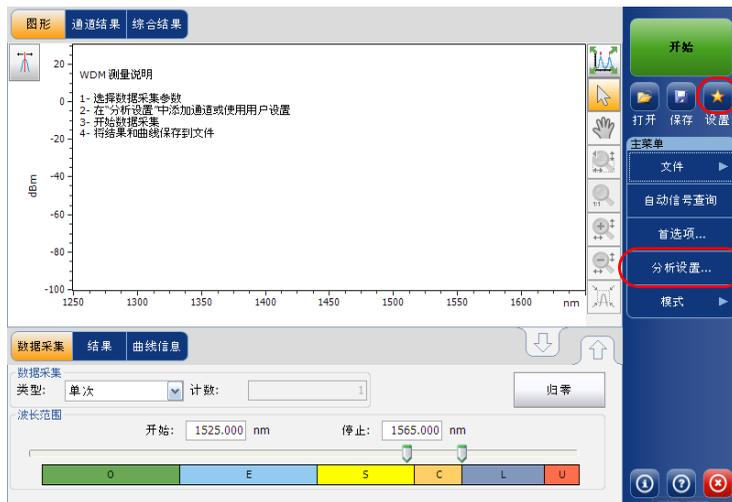 图形 通道结果 综合结果
20
0
-20
-40
-60
-80
-100
dBm
WDM 测量说明
1- 选择数据采集参数
2- 在"分析设置"中添加通道或使用用户设置
3- 开始数据采集
4- 将结果和曲线保存到文件
1250 1300 1350 1400 1450 1500 1550 1600 nm
1:1
开始
打开 保存 设置
主菜单
文件
自动信号查询
首选项...
分析设置...
模式
数据采集 结果 曲线信息
数据采集
类型: 单次 计数: 1
归零
波长范围
开始: 1525.000 nm 停止: 1565.000 nm
O E S C L U